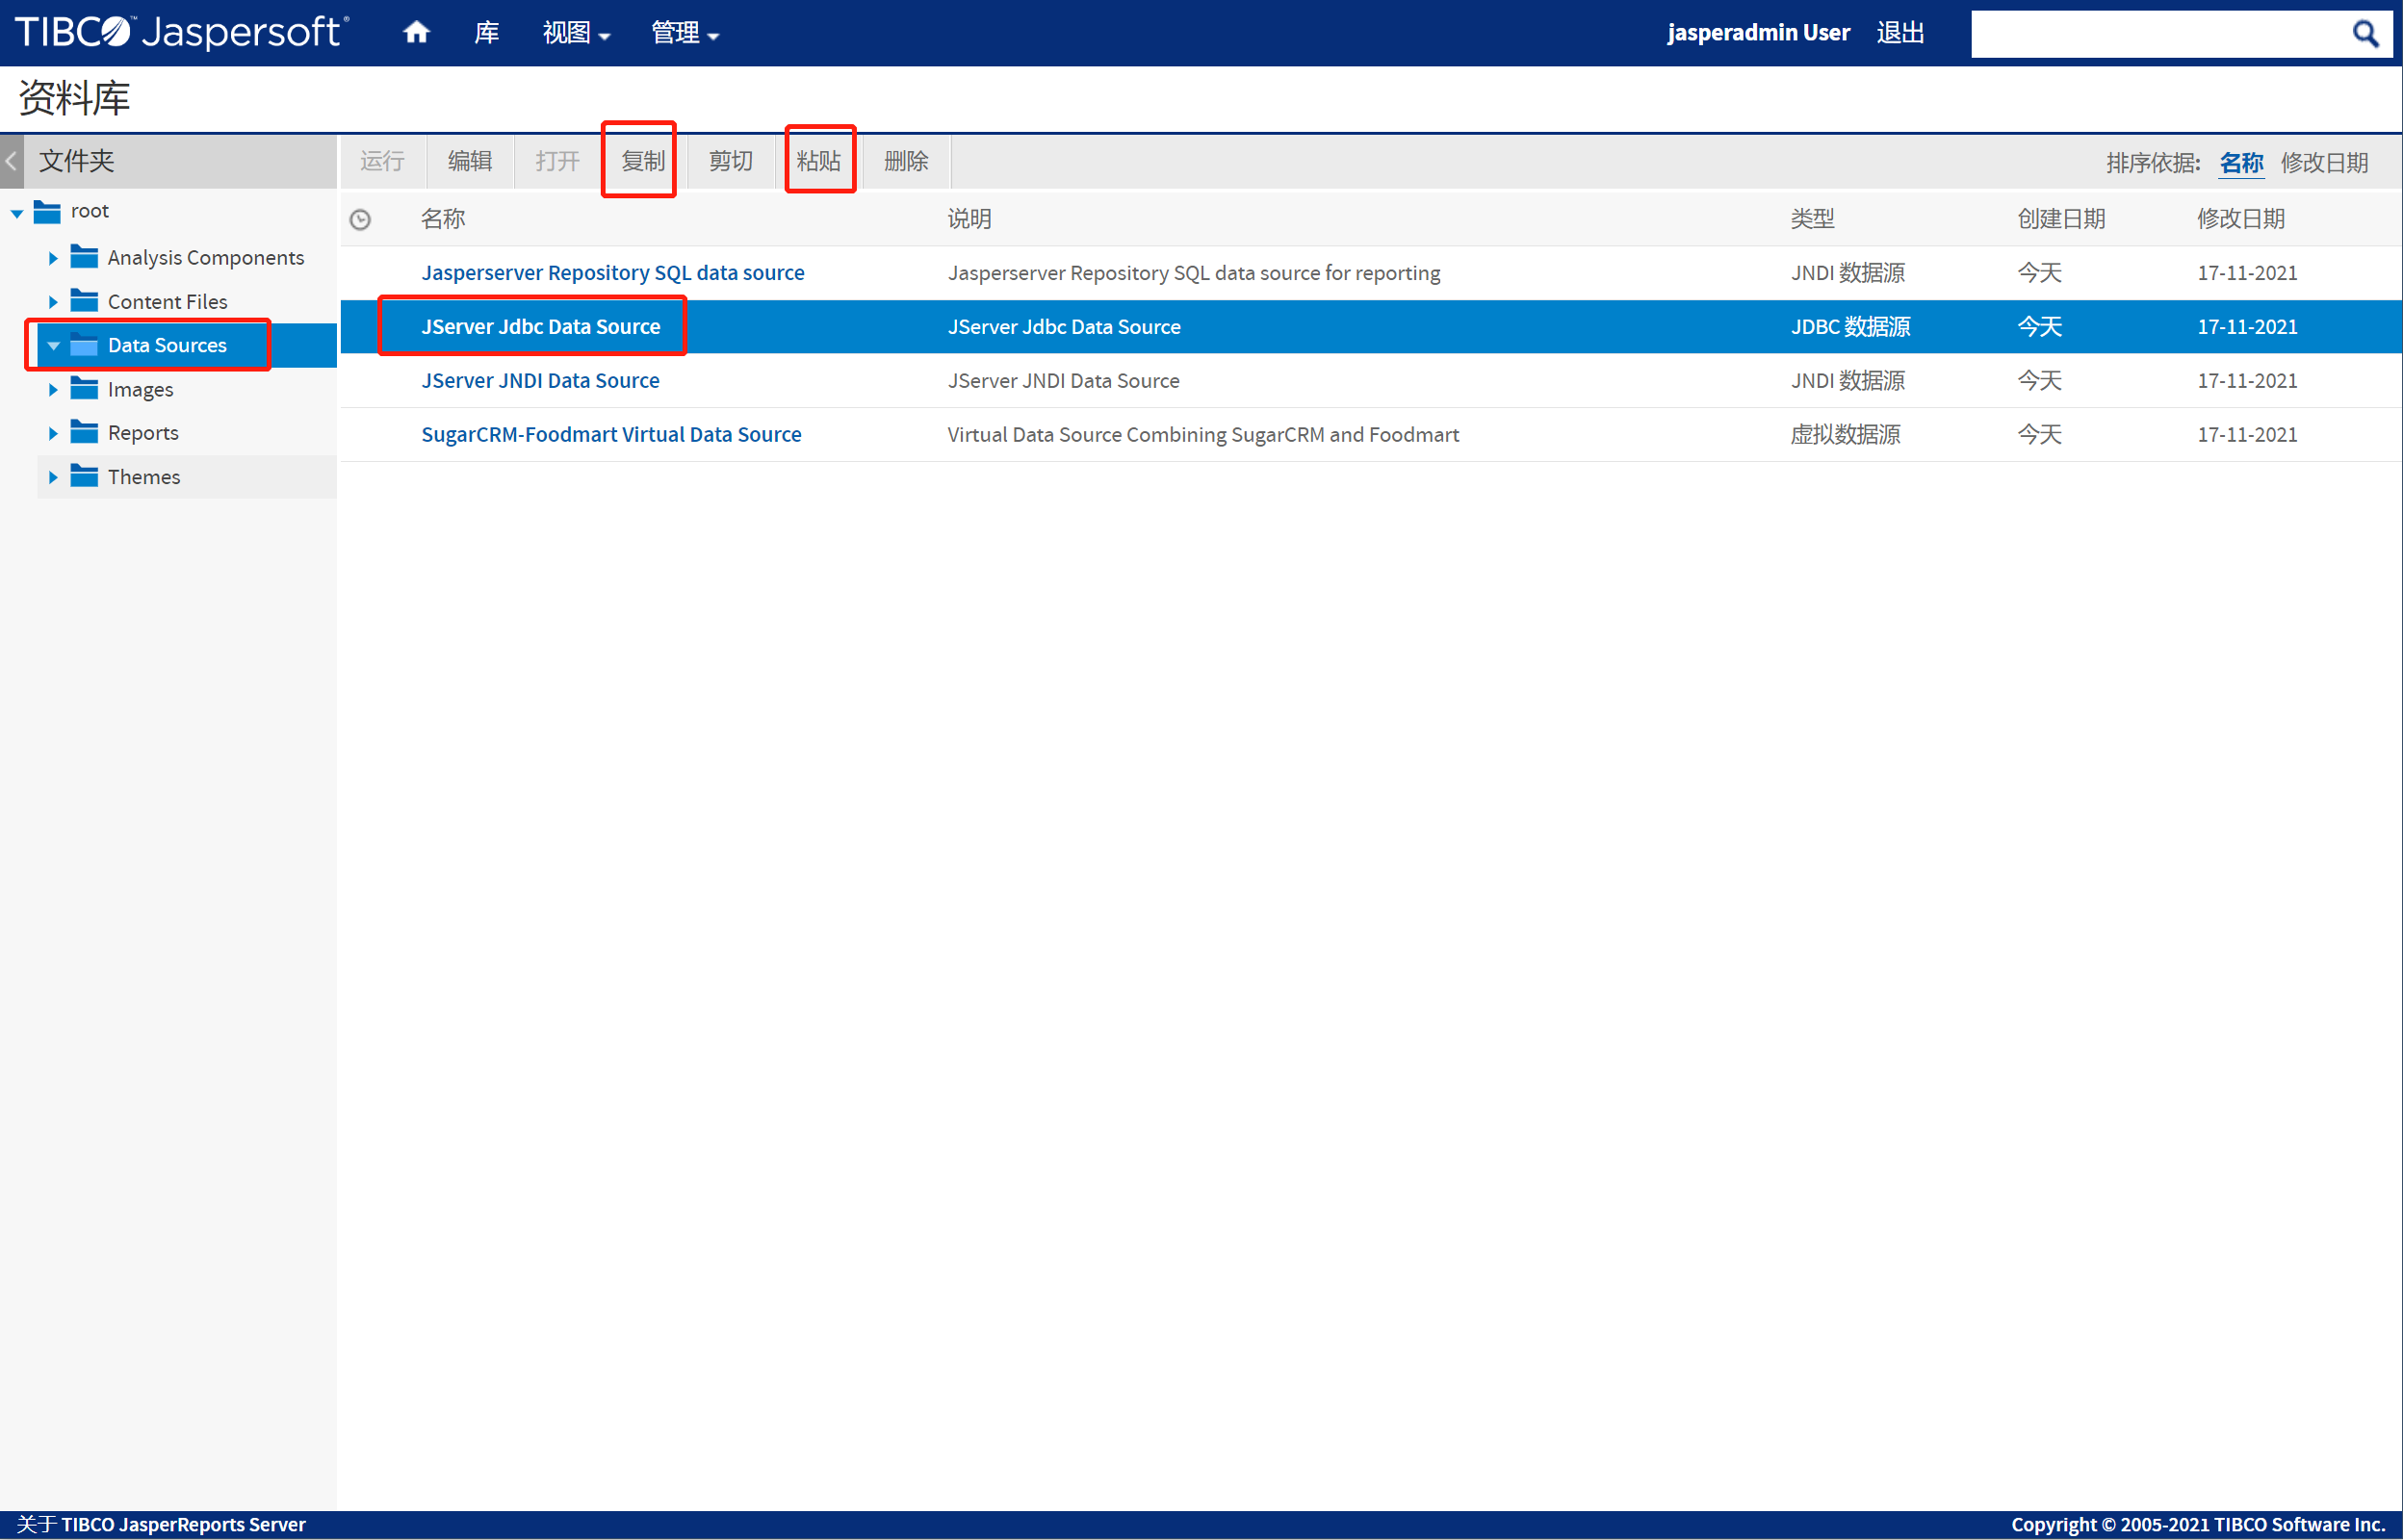 TIBCO™ Jaspersoft® 库 视图 管理 jasperadmin User 退出
资料库
文件夹 运行 编辑 打开 复制 剪切 粘贴 删除 排序依据: 名称 修改日期
root
Analysis Components
Content Files
Data Sources
Images
Reports
Themes
名称 说明 类型 创建日期 修改日期
Jasperserver Repository SQL data source Jasperserver Repository SQL data source for reporting JNDI 数据源 今天 17-11-2021
JServer Jdbc Data Source JServer Jdbc Data Source JDBC 数据源 今天 17-11-2021
JServer JNDI Data Source JServer JNDI Data Source JNDI 数据源 今天 17-11-2021
SugarCRM-Foodmart Virtual Data Source Virtual Data Source Combining SugarCRM and Foodmart 虚拟数据源 今天 17-11-2021
关于 TIBCO JasperReports Server Copyright © 2005-2021 TIBCO Software Inc.